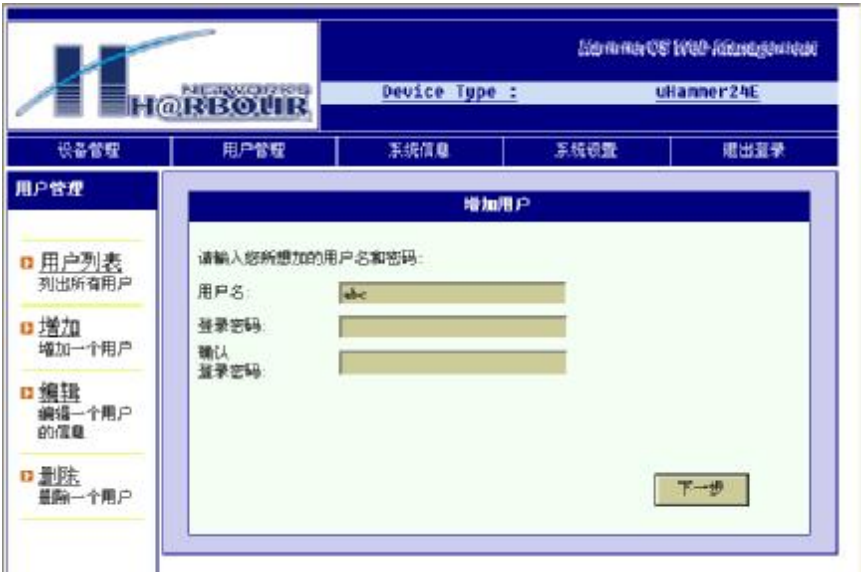 HammerOS Web Management
NETWORKS
H@RBOUR
Device Type : uHammer24E
设备管理 用户管理 系统信息 系统设置 退出登录
用户管理
增加用户
用户列表
列出所有用户
增加
增加一个用户
编辑
编辑一个用户
的信息
删除
删除一个用户
请输入您所想加的用户名和密码:
用户名: abc
登录密码:
确认
登录密码:
下一步